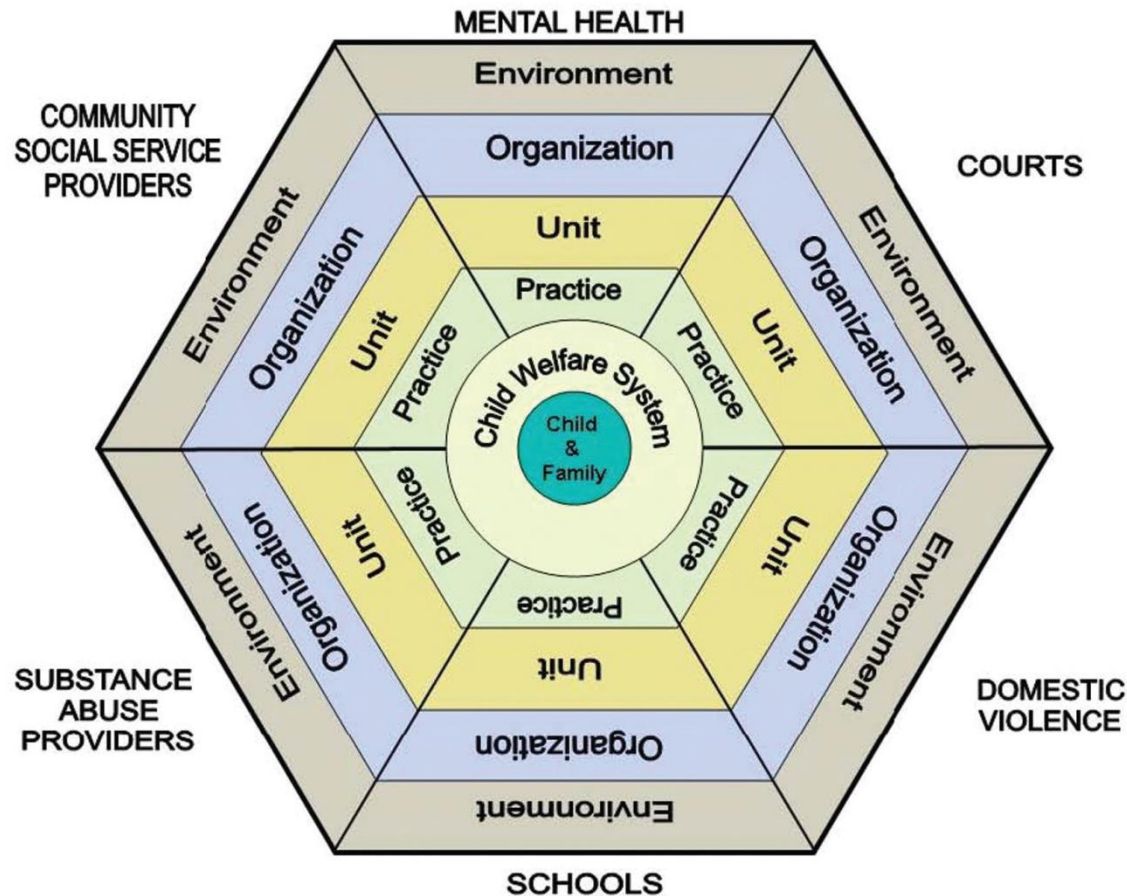 MENTAL HEALTH
Environment
Organization
Unit
Practice
COMMUNITY
SOCIAL SERVICE
PROVIDERS
Environment
Organization
Unit
Practice
COURTS
Environment
Organization
Unit
Practice
Child Welfare System
Child
&
Family
SUBSTANCE
ABUSE
PROVIDERS
Environment
Organization
Unit
Practice
DOMESTIC
VIOLENCE
Environment
Organization
Unit
Practice
Practice
Unit
Organization
Environment
SCHOOLS